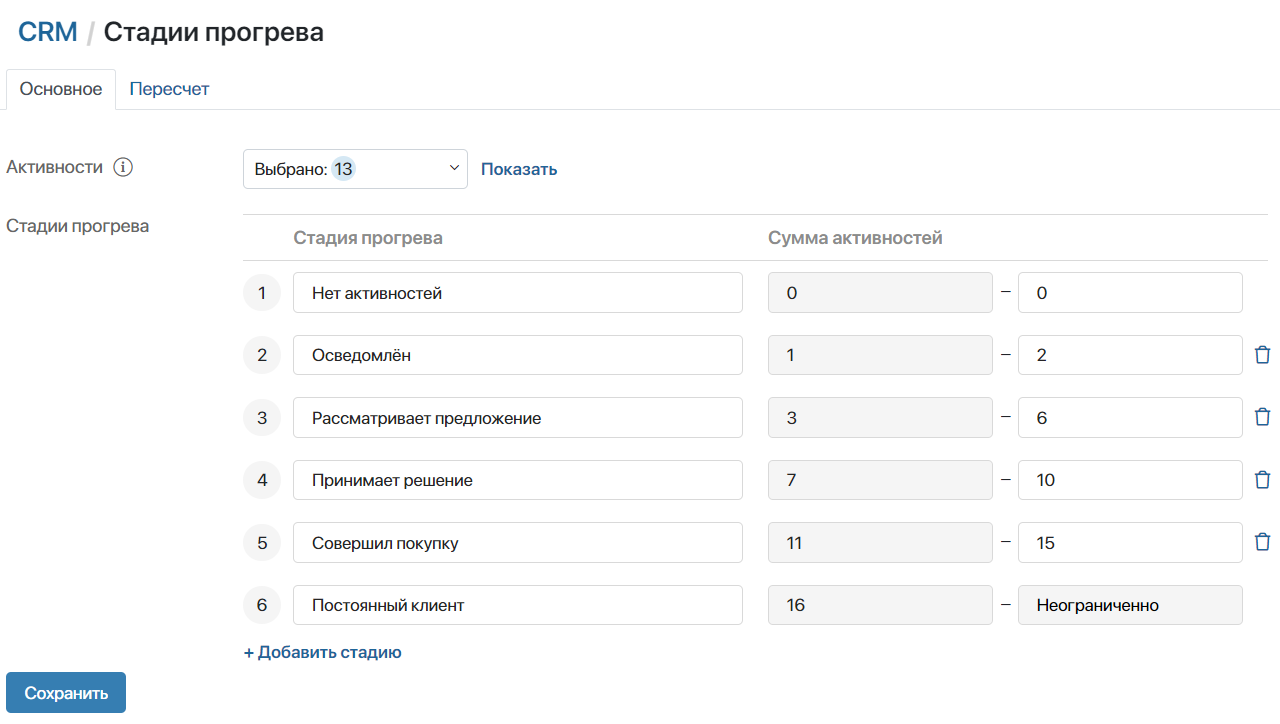 CRM / Стадии прогрева
Основное Пересчет
Активности Выбрано: 13 Показать
Стадии прогрева
Стадия прогрева Сумма активностей
1 Нет активностей 0 – 0
2 Осведомлён 1 – 2
3 Рассматривает предложение 3 – 6
4 Принимает решение 7 – 10
5 Совершил покупку 11 – 15
6 Постоянный клиент 16 – Неограниченно
+ Добавить стадию
Сохранить